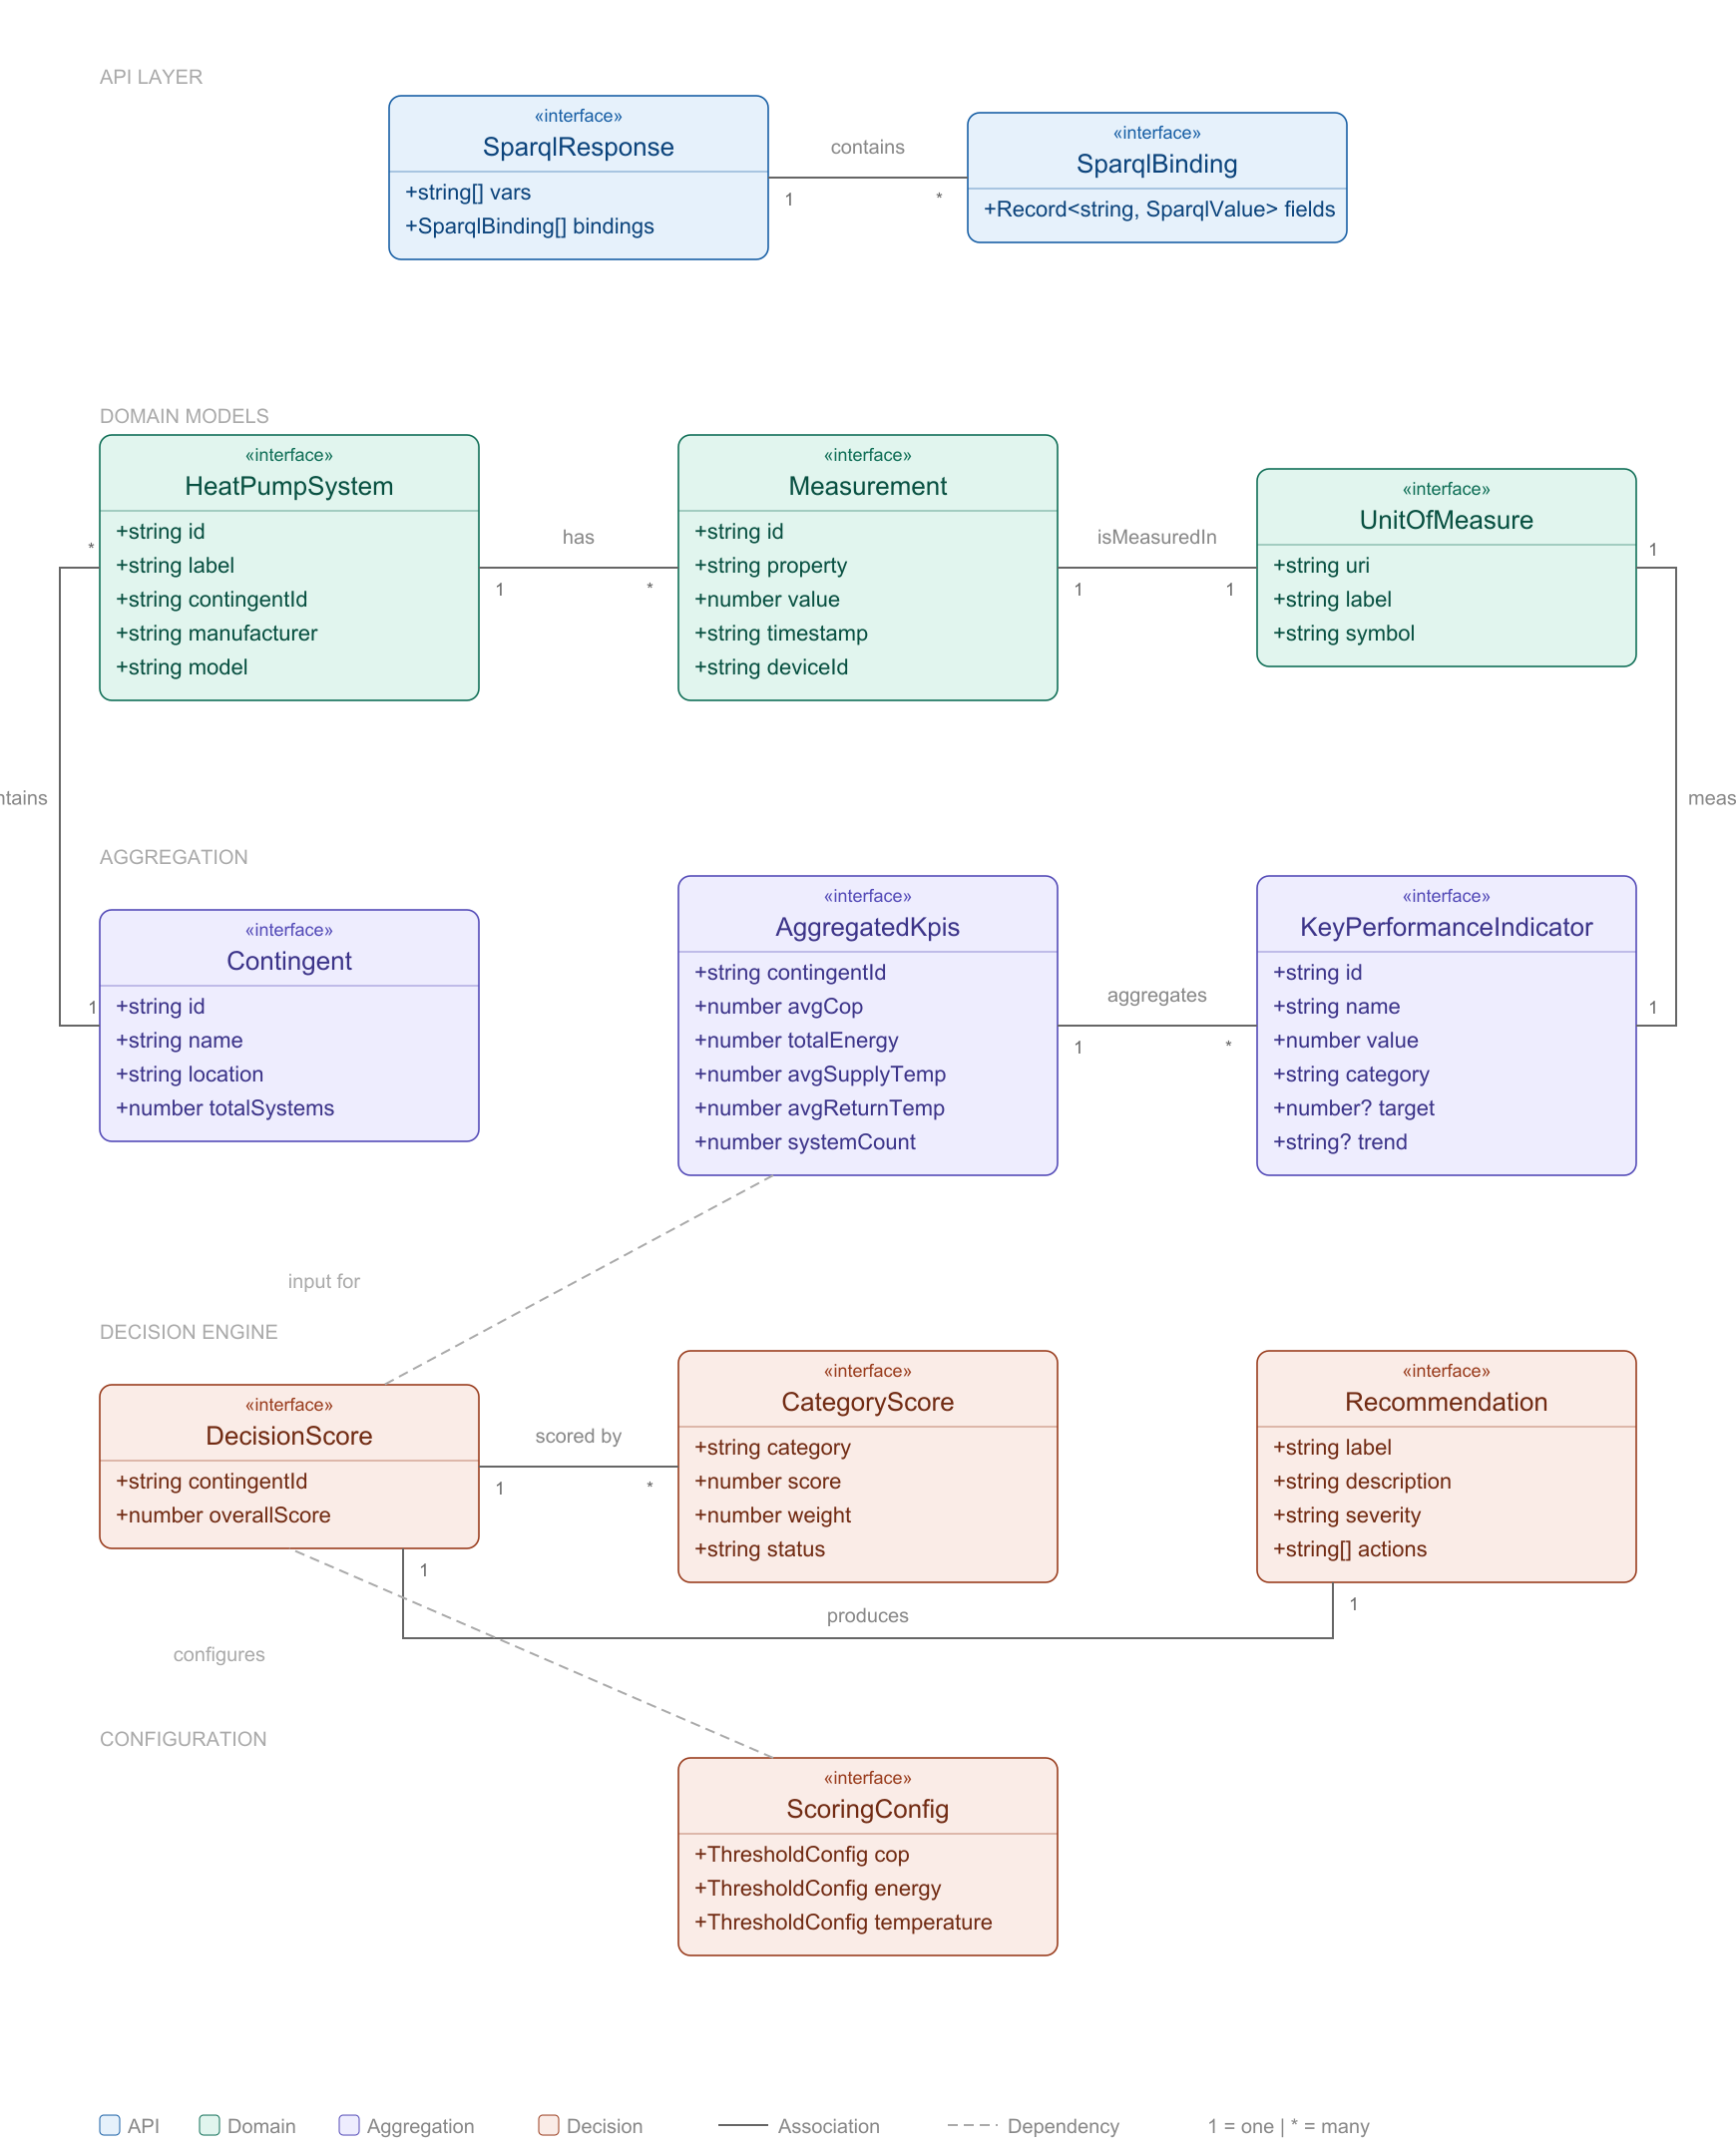 API LAYER
«interface»
SparqlResponse
+string[] vars
+SparqlBinding[] bindings
contains
1
*
«interface»
SparqlBinding
+Record<string, SparqlValue> fields
DOMAIN MODELS
«interface»
HeatPumpSystem
+string id
+string label
+string contingentId
+string manufacturer
+string model
*
has
1
*
«interface»
Measurement
+string id
+string property
+number value
+string timestamp
+string deviceId
isMeasuredIn
1
1
«interface»
UnitOfMeasure
+string uri
+string label
+string symbol
1
ntains
meas
AGGREGATION
«interface»
Contingent
+string id
+string name
+string location
+number totalSystems
1
«interface»
AggregatedKpis
+string contingentId
+number avgCop
+number totalEnergy
+number avgSupplyTemp
+number avgReturnTemp
+number systemCount
aggregates
1
*
«interface»
KeyPerformanceIndicator
+string id
+string name
+number value
+string category
+number? target
+string? trend
1
input for
DECISION ENGINE
«interface»
DecisionScore
+string contingentId
+number overallScore
scored by
1
*
«interface»
CategoryScore
+string category
+number score
+number weight
+string status
«interface»
Recommendation
+string label
+string description
+string severity
+string[] actions
1
produces
1
configures
CONFIGURATION
«interface»
ScoringConfig
+ThresholdConfig cop
+ThresholdConfig energy
+ThresholdConfig temperature
API
Domain
Aggregation
Decision
Association
Dependency
1 = one | * = many